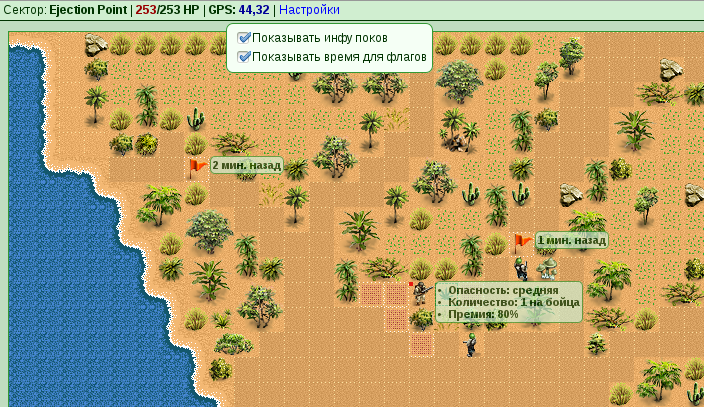 Сектор: Ejection Point | 253/253 HP | GPS: 44,32 | Настройки
Показывать инфу поков
Показывать время для флагов
2 мин. назад
1 мин. назад
• Опасность: средняя
• Количество: 1 на бойца
• Премия: 80%